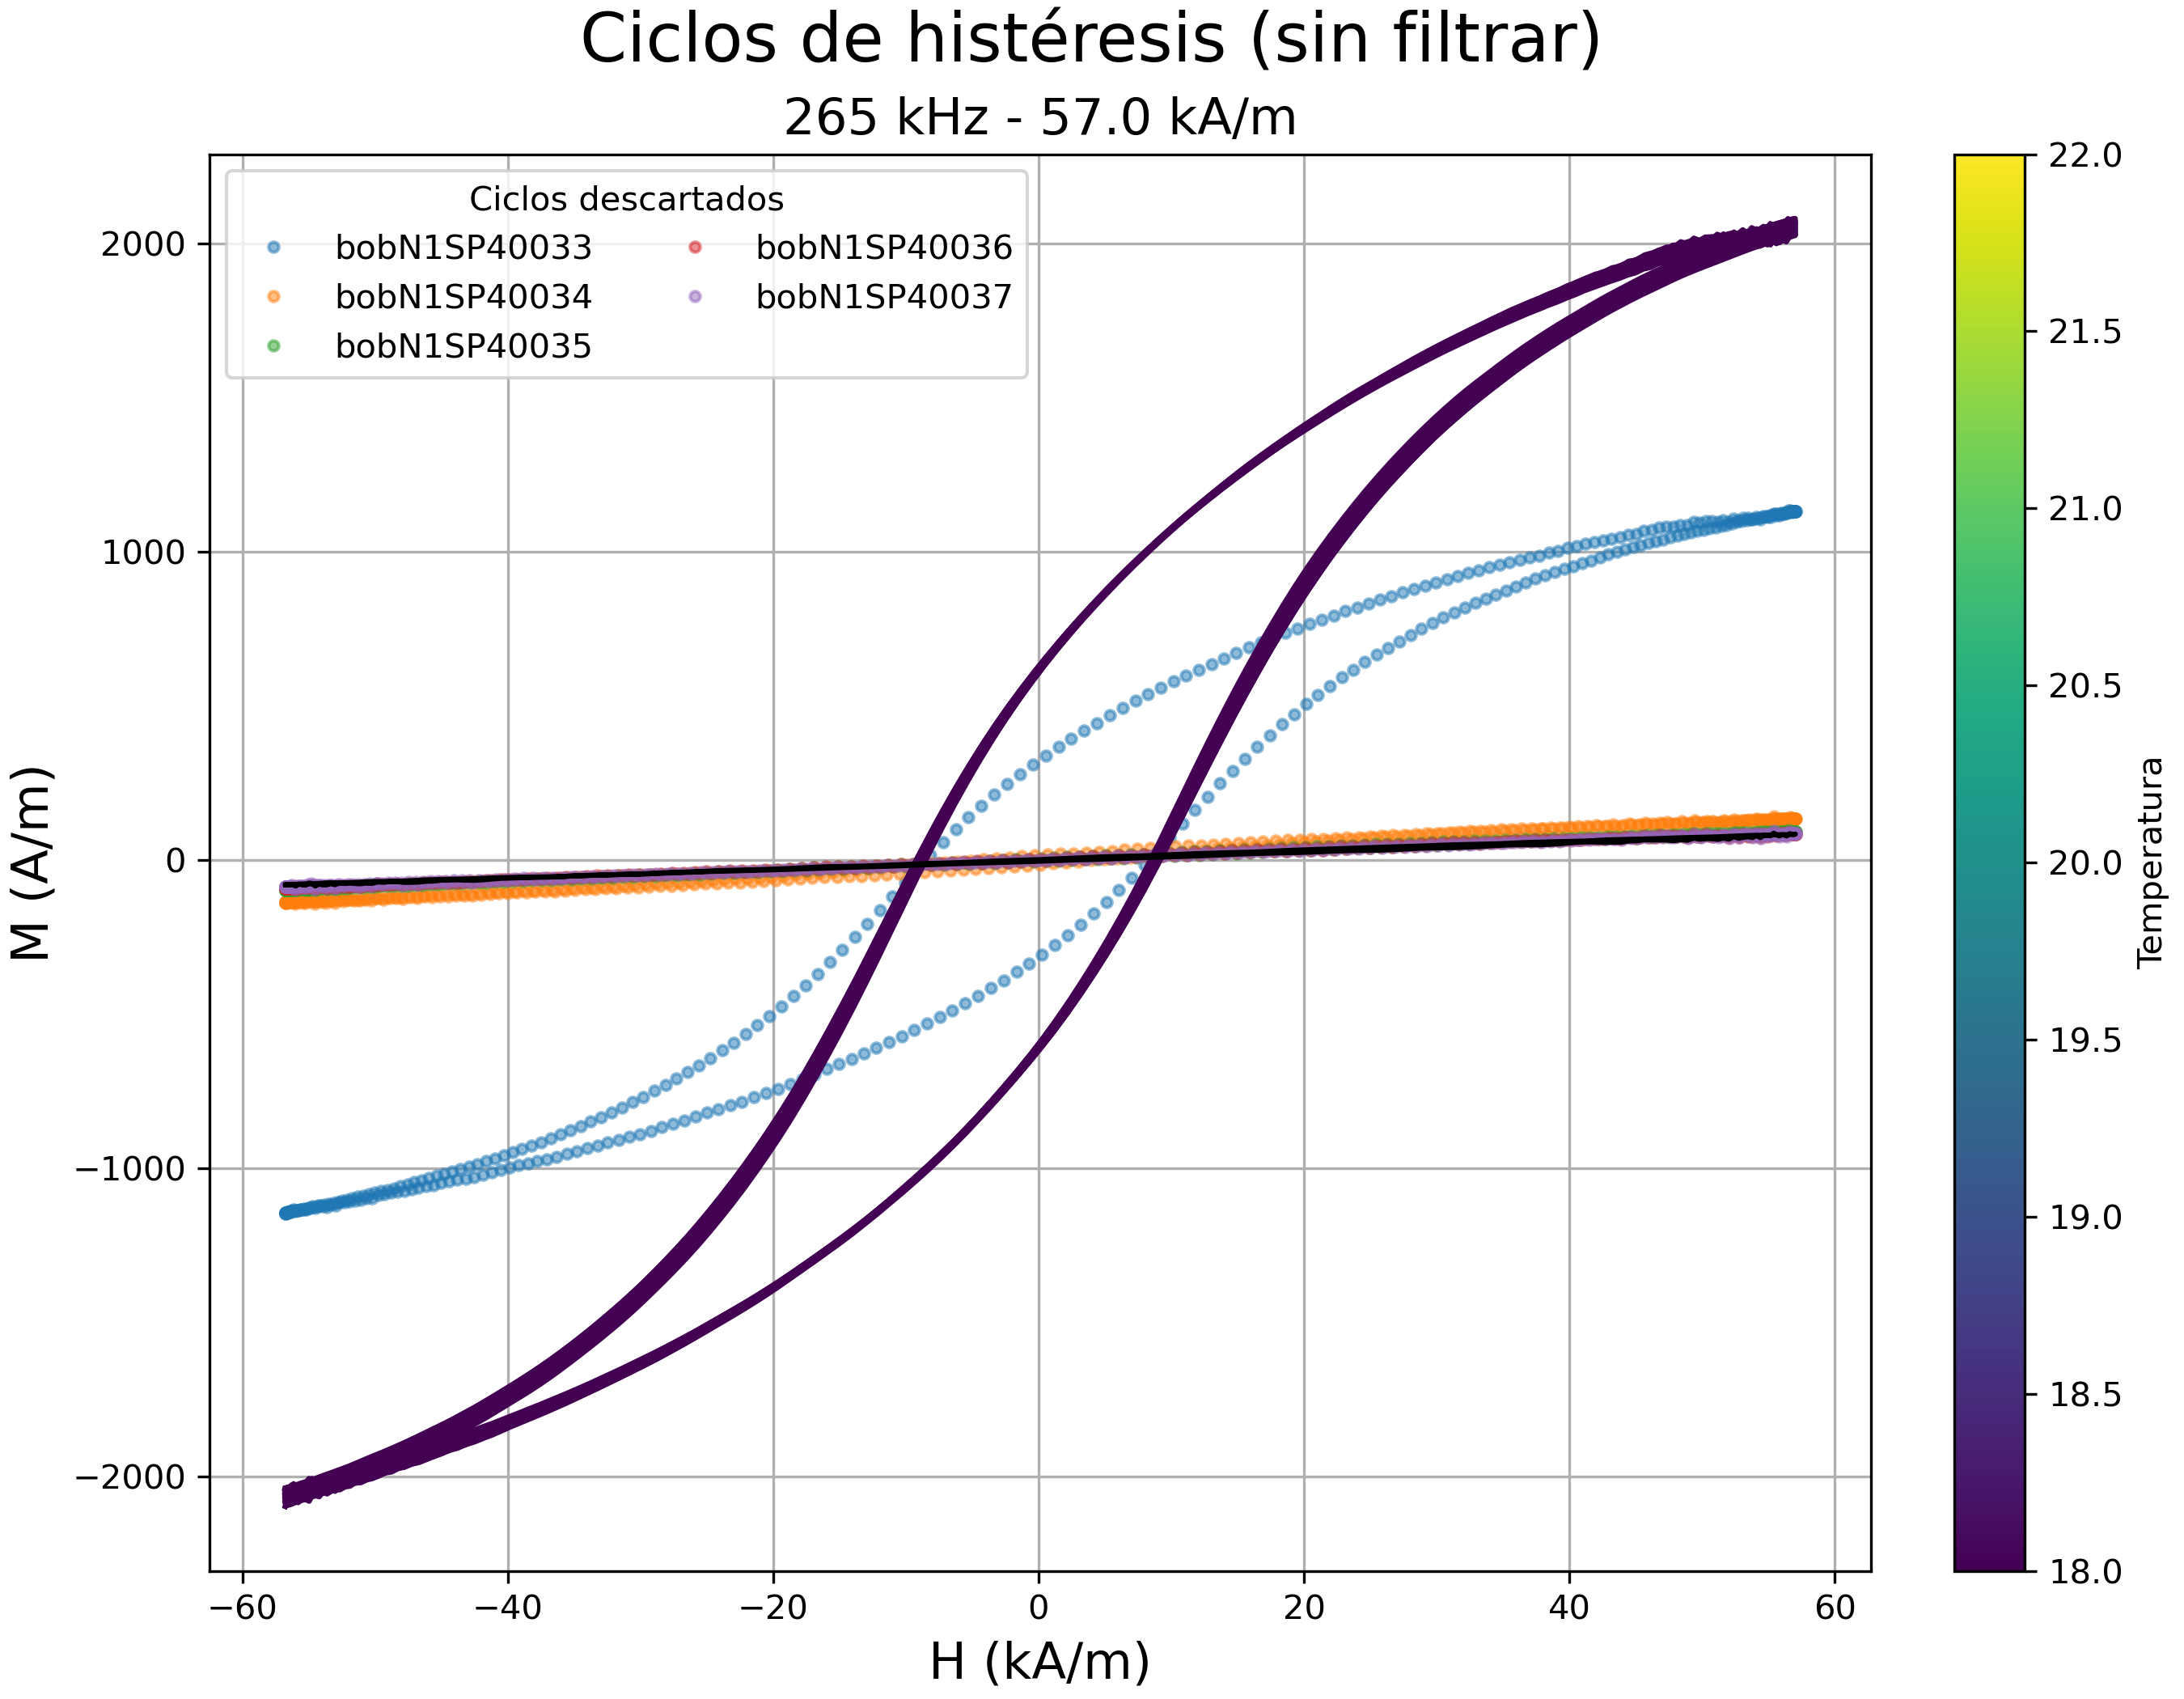 Ciclos de histéresis (sin filtrar)
265 kHz - 57.0 kA/m
Ciclos descartados
bobN1SP40033
bobN1SP40034
bobN1SP40035
bobN1SP40036
bobN1SP40037
M (A/m)
2000
1000
0
−1000
−2000
−60
−40
−20
0
20
40
60
H (kA/m)
22.0
21.5
21.0
20.5
20.0
19.5
19.0
18.5
18.0
Temperatura